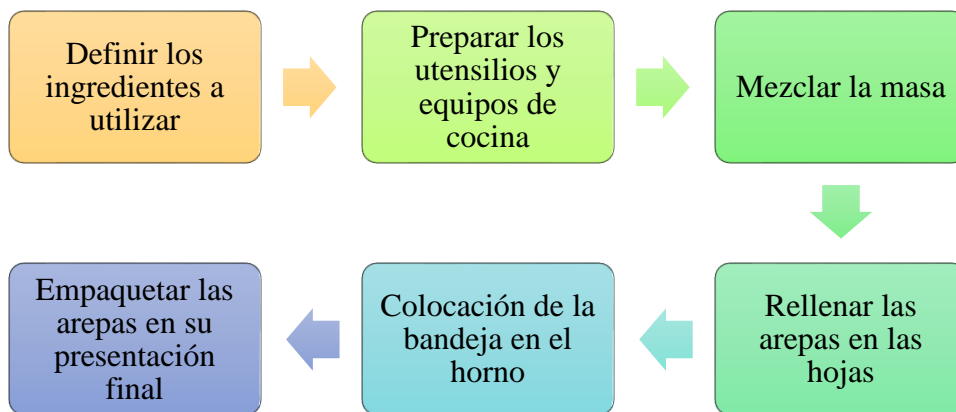 Definir los
ingredientes a
utilizar
Preparar los
utensilios y
equipos de
cocina
Mezclar la masa
Rellenar las
arepas en las
hojas
Colocación de la
bandeja en el
horno
Empaquetar las
arepas en su
presentación
final